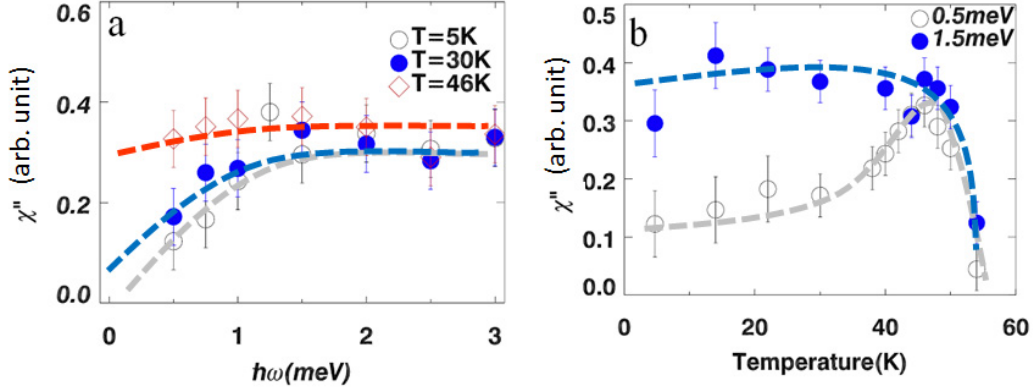 a
T=5K
T=30K
T=46K
0.6
0.4
0.2
0.0
χ" (arb. unit)
0 1 2 3
ħω(meV)
b
0.5meV
1.5meV
0.5
0.4
0.3
0.2
0.1
0.0
χ" (arb. unit)
0 20 40 60
Temperature(K)